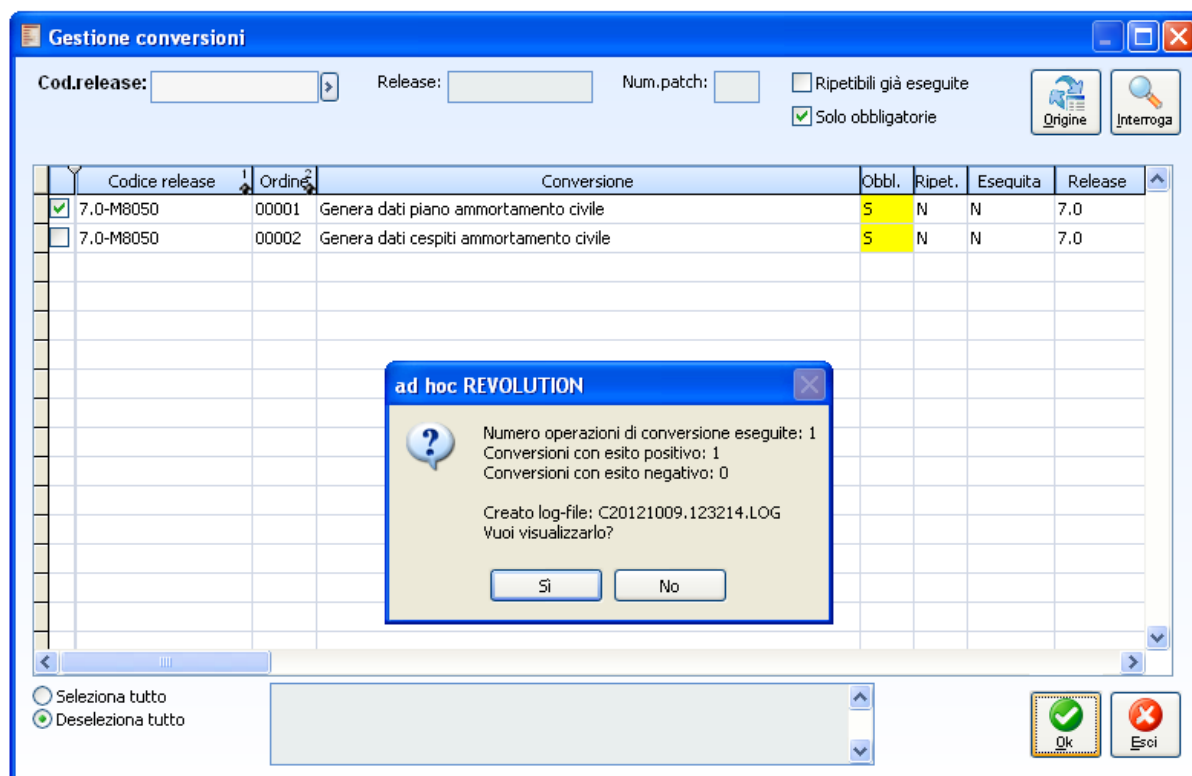 Gestione conversioni
Cod.release: Release: Num.patch: Ripetibili già eseguite
Solo obbligatorie
Origine Interroga
Codice release 1 Ordine 2 Conversione Obbl. Ripet. Eseguita Release
7.0-M8050 00001 Genera dati piano ammortamento civile S N N 7.0
7.0-M8050 00002 Genera dati cespiti ammortamento civile S N N 7.0
ad hoc REVOLUTION
Numero operazioni di conversione eseguite: 1
Conversioni con esito positivo: 1
Conversioni con esito negativo: 0
Creato log-file: C20121009.123214.LOG
Vuoi visualizzarlo?
Sì No
Seleziona tutto
Deseleziona tutto
Ok Esci